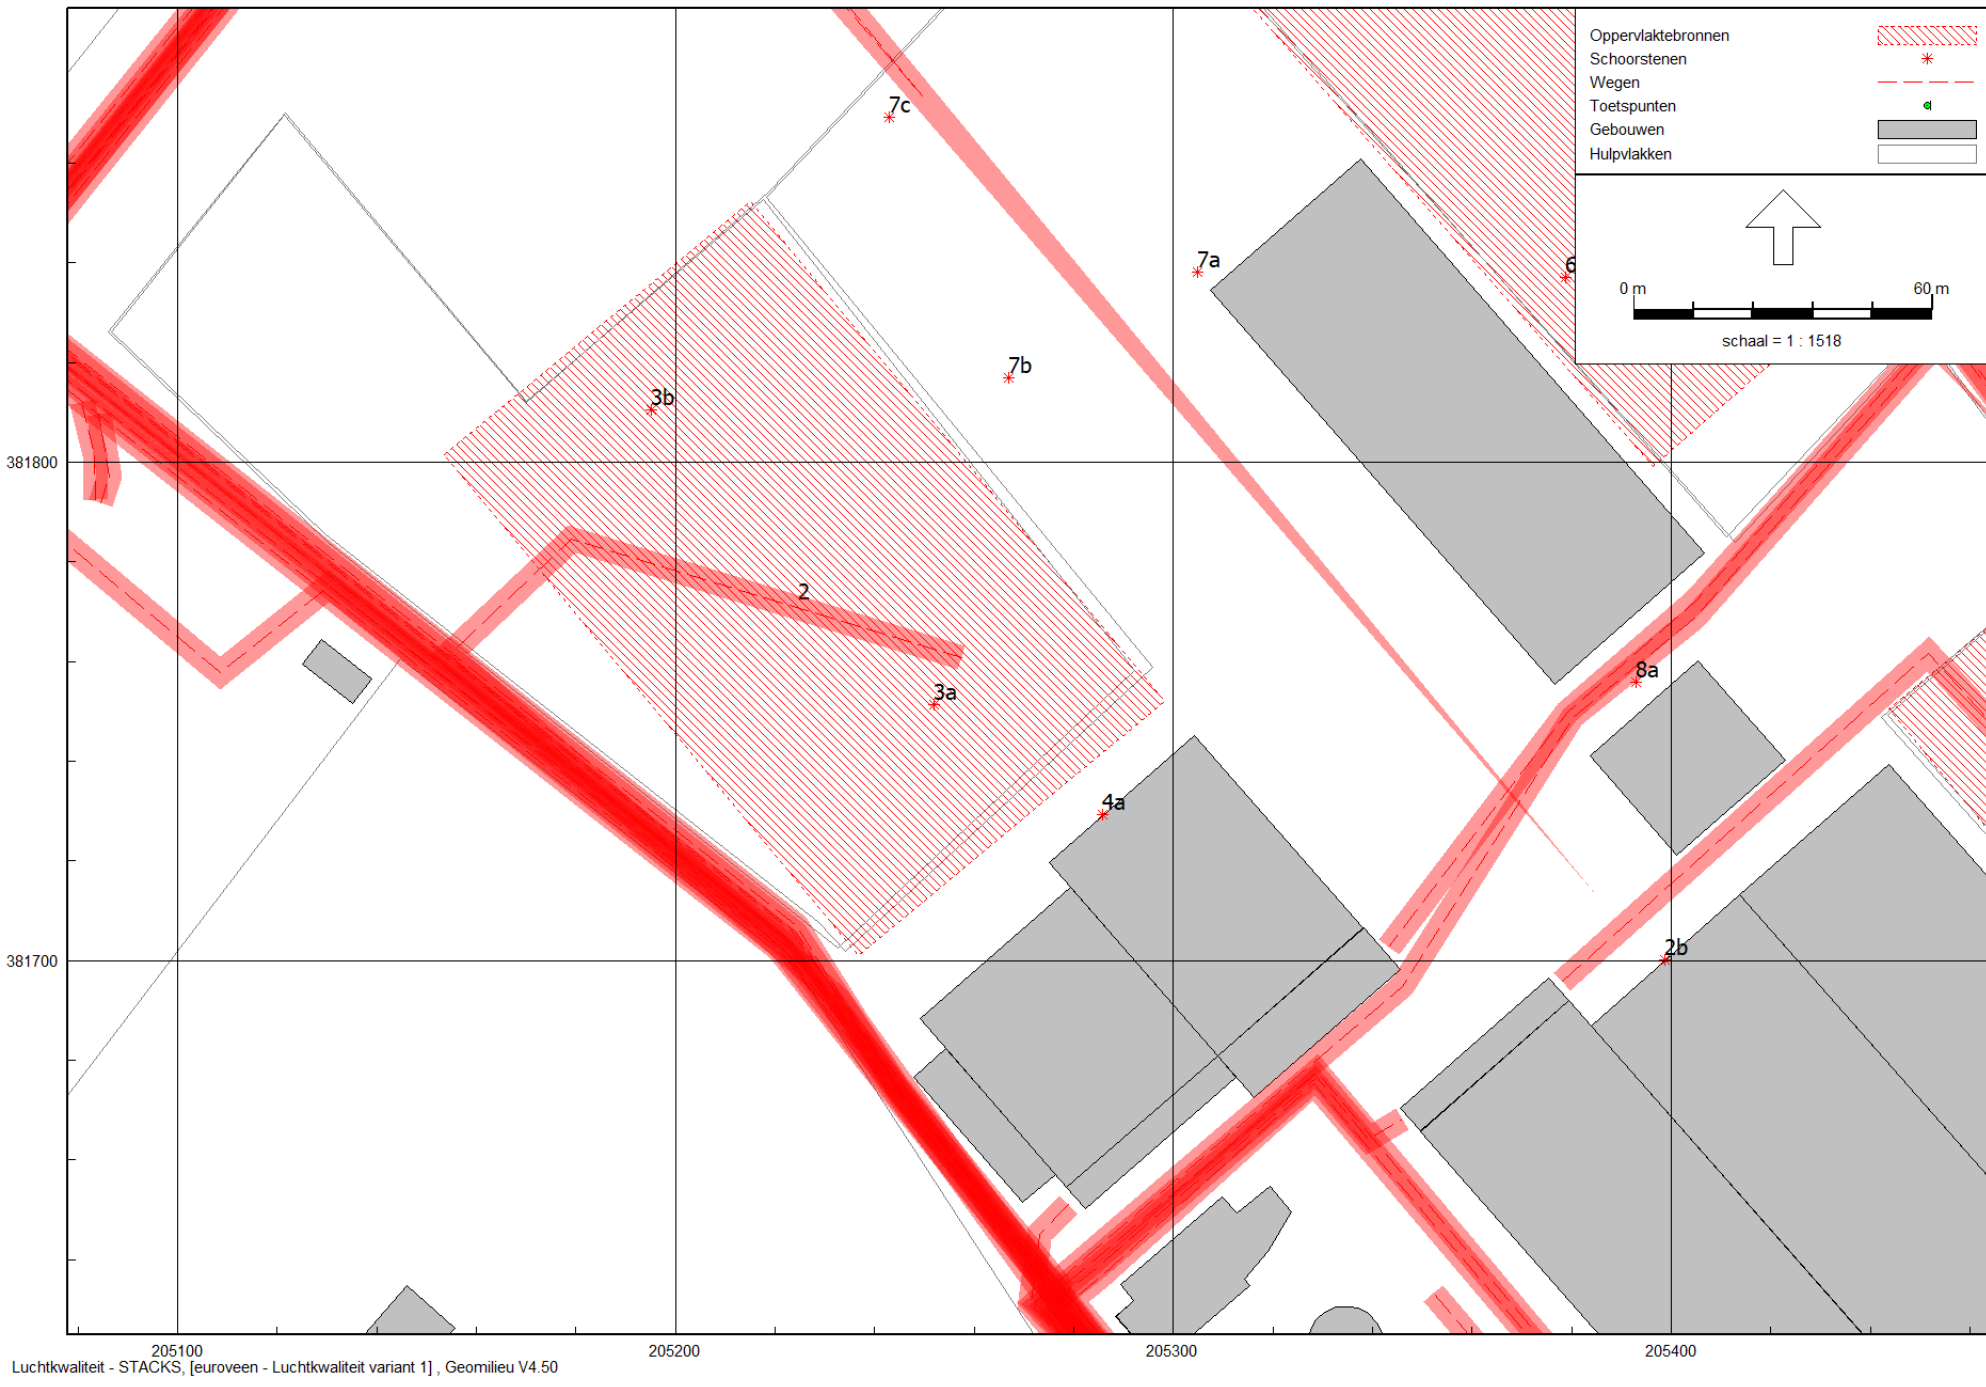 Oppervlaktebronnen
Schoorstenen
Wegen
Toetspunten
Gebouwen
Hulpvlakken
0 m 60 m
schaal = 1 : 1518
7c
7a
6
7b
3b
381800
2
8a
3a
4a
2b
381700
205100 205200 205300 205400
Luchtkwaliteit - STACKS, [euroveen - Luchtkwaliteit variant 1] , Geomilieu V4.50